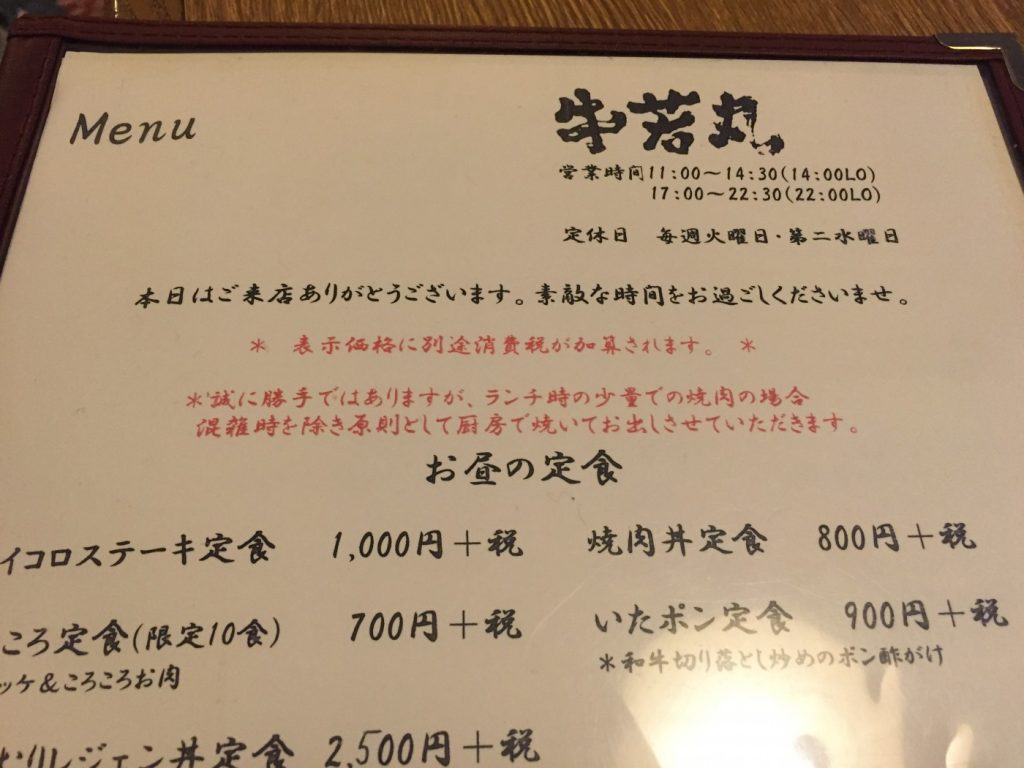 Menu
牛若丸
営業時間11:00～14:30(14:00LO)
17:00～22:30(22:00LO)
定休日　毎週火曜日・第二水曜日
本日はご来店ありがとうございます。素敵な時間をお過ごしくださいませ。
＊　表示価格に別途消費税が加算されます。　＊
＊誠に勝手ではありますが、ランチ時の少量での焼肉の場合
混雑時を除き原則として厨房で焼いてお出しさせていただきます。
お昼の定食
イコロステーキ定食　1,000円＋税
焼肉丼定食　800円＋税
ころ定食(限定10食)　700円＋税
いたポン定食　900円＋税
＊和牛切り落とし炒めのポン酢がけ
ッケ＆ころころお肉
レジェン丼定食　2,500円＋税